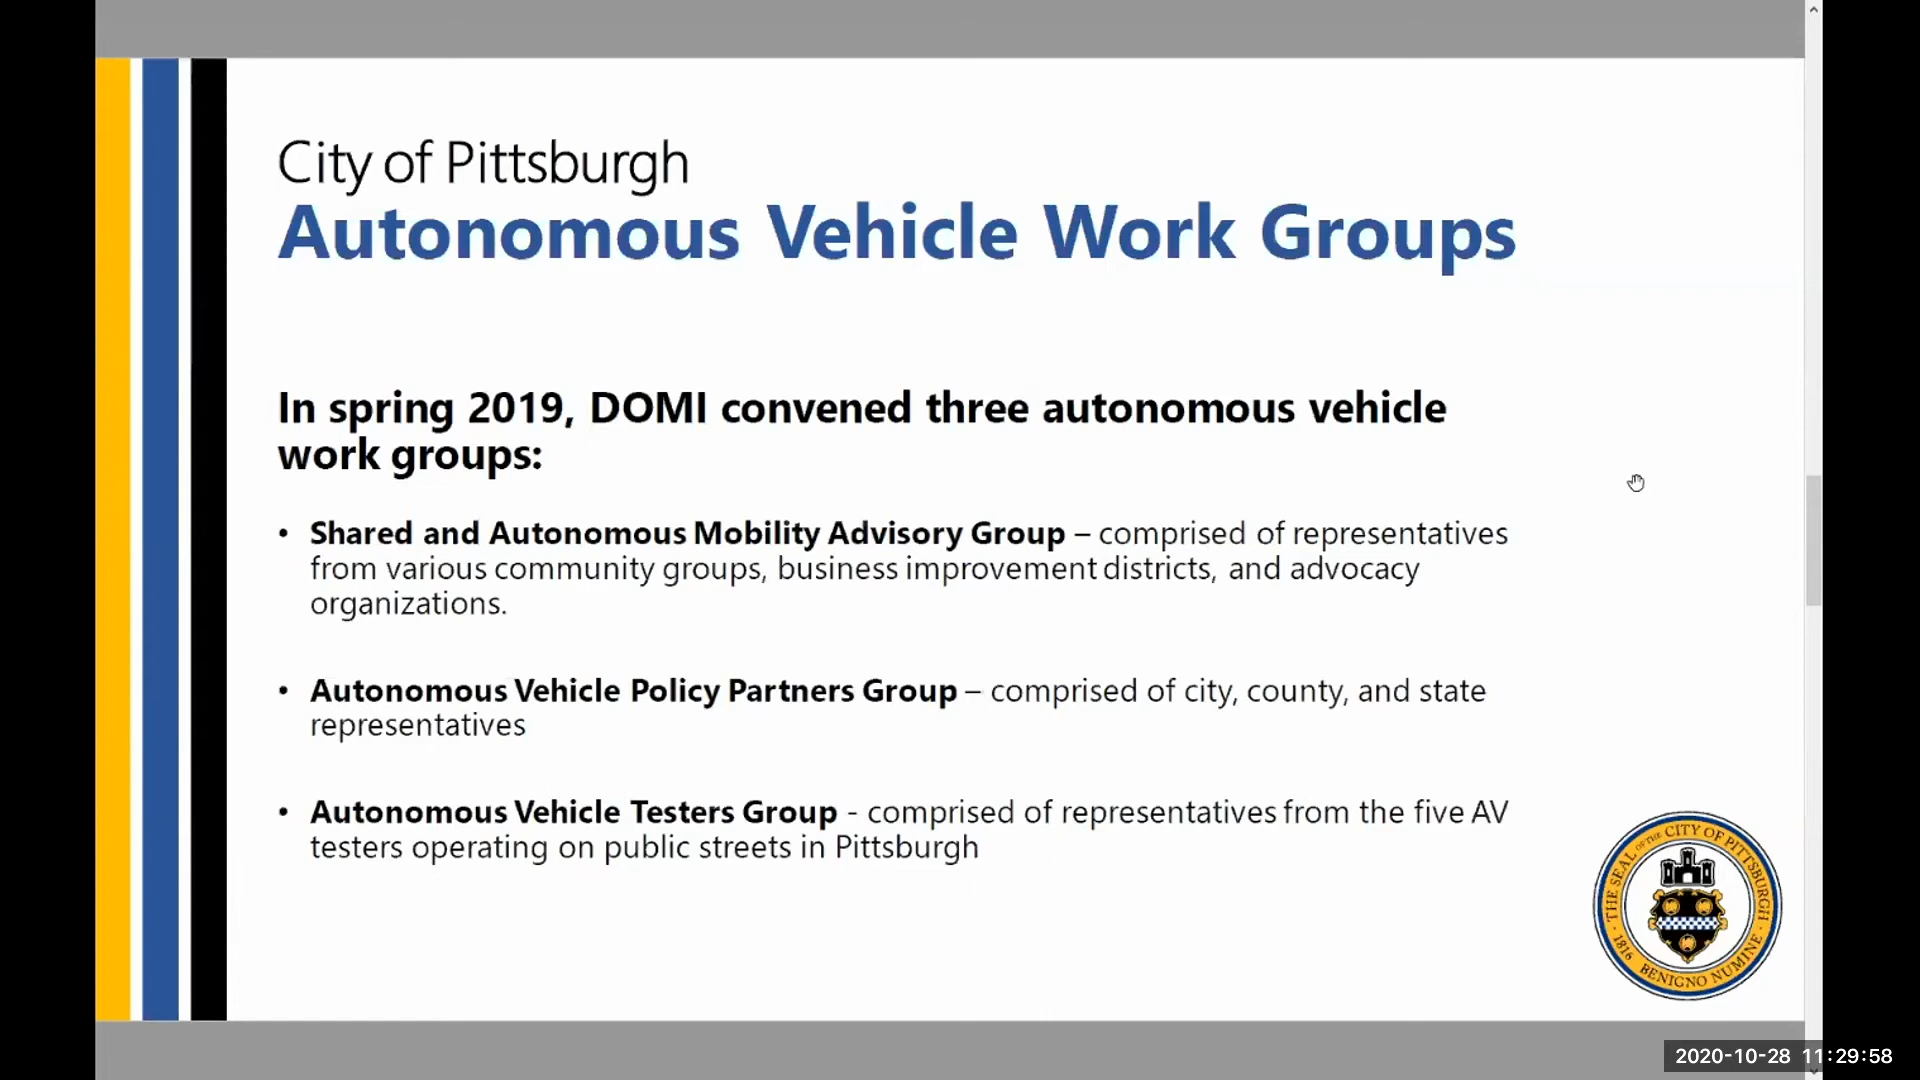 City of Pittsburgh
Autonomous Vehicle Work Groups
In spring 2019, DOMI convened three autonomous vehicle
work groups:
• Shared and Autonomous Mobility Advisory Group – comprised of representatives
from various community groups, business improvement districts, and advocacy
organizations.
• Autonomous Vehicle Policy Partners Group – comprised of city, county, and state
representatives
• Autonomous Vehicle Testers Group - comprised of representatives from the five AV
testers operating on public streets in Pittsburgh
THE SEAL OF THE CITY OF PITTSBURGH
1816 BENIGNO NUMINE
2020-10-28 11:29:58